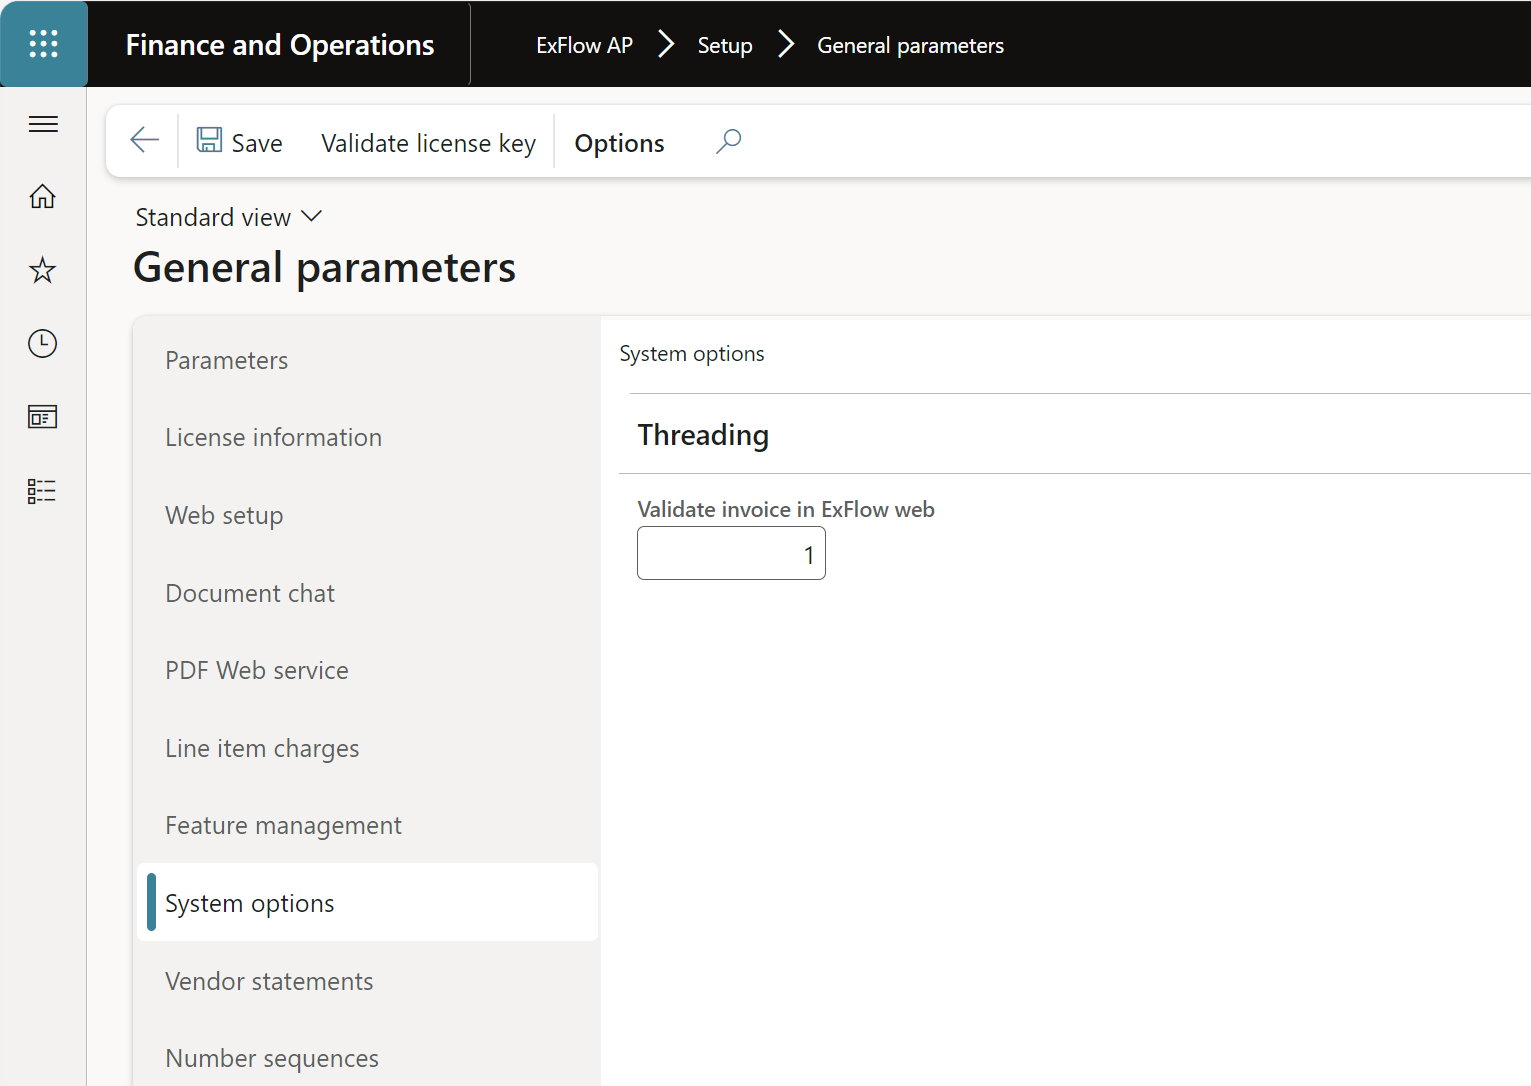 Finance and Operations
ExFlow AP > Setup > General parameters
Save
Validate license key
Options
Standard view
General parameters
Parameters
License information
Web setup
Document chat
PDF Web service
Line item charges
Feature management
System options
Vendor statements
Number sequences
System options
Threading
Validate invoice in ExFlow web
1